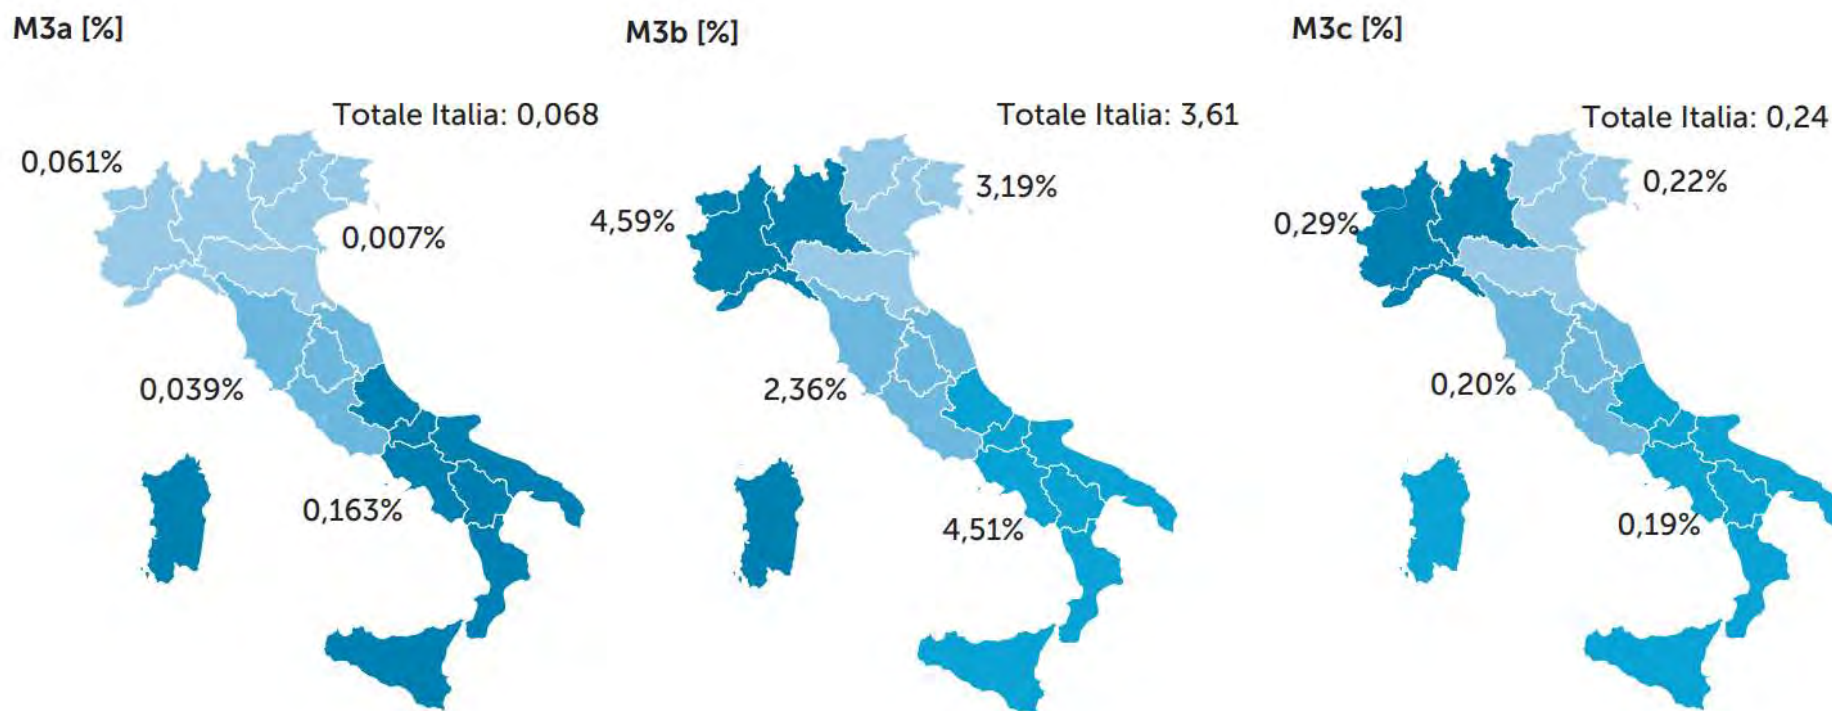 M3a [%]
Totale Italia: 0,068
0,061%
0,007%
0,039%
0,163%
M3b [%]
Totale Italia: 3,61
4,59%
3,19%
2,36%
4,51%
M3c [%]
Totale Italia: 0,24
0,29%
0,22%
0,20%
0,19%